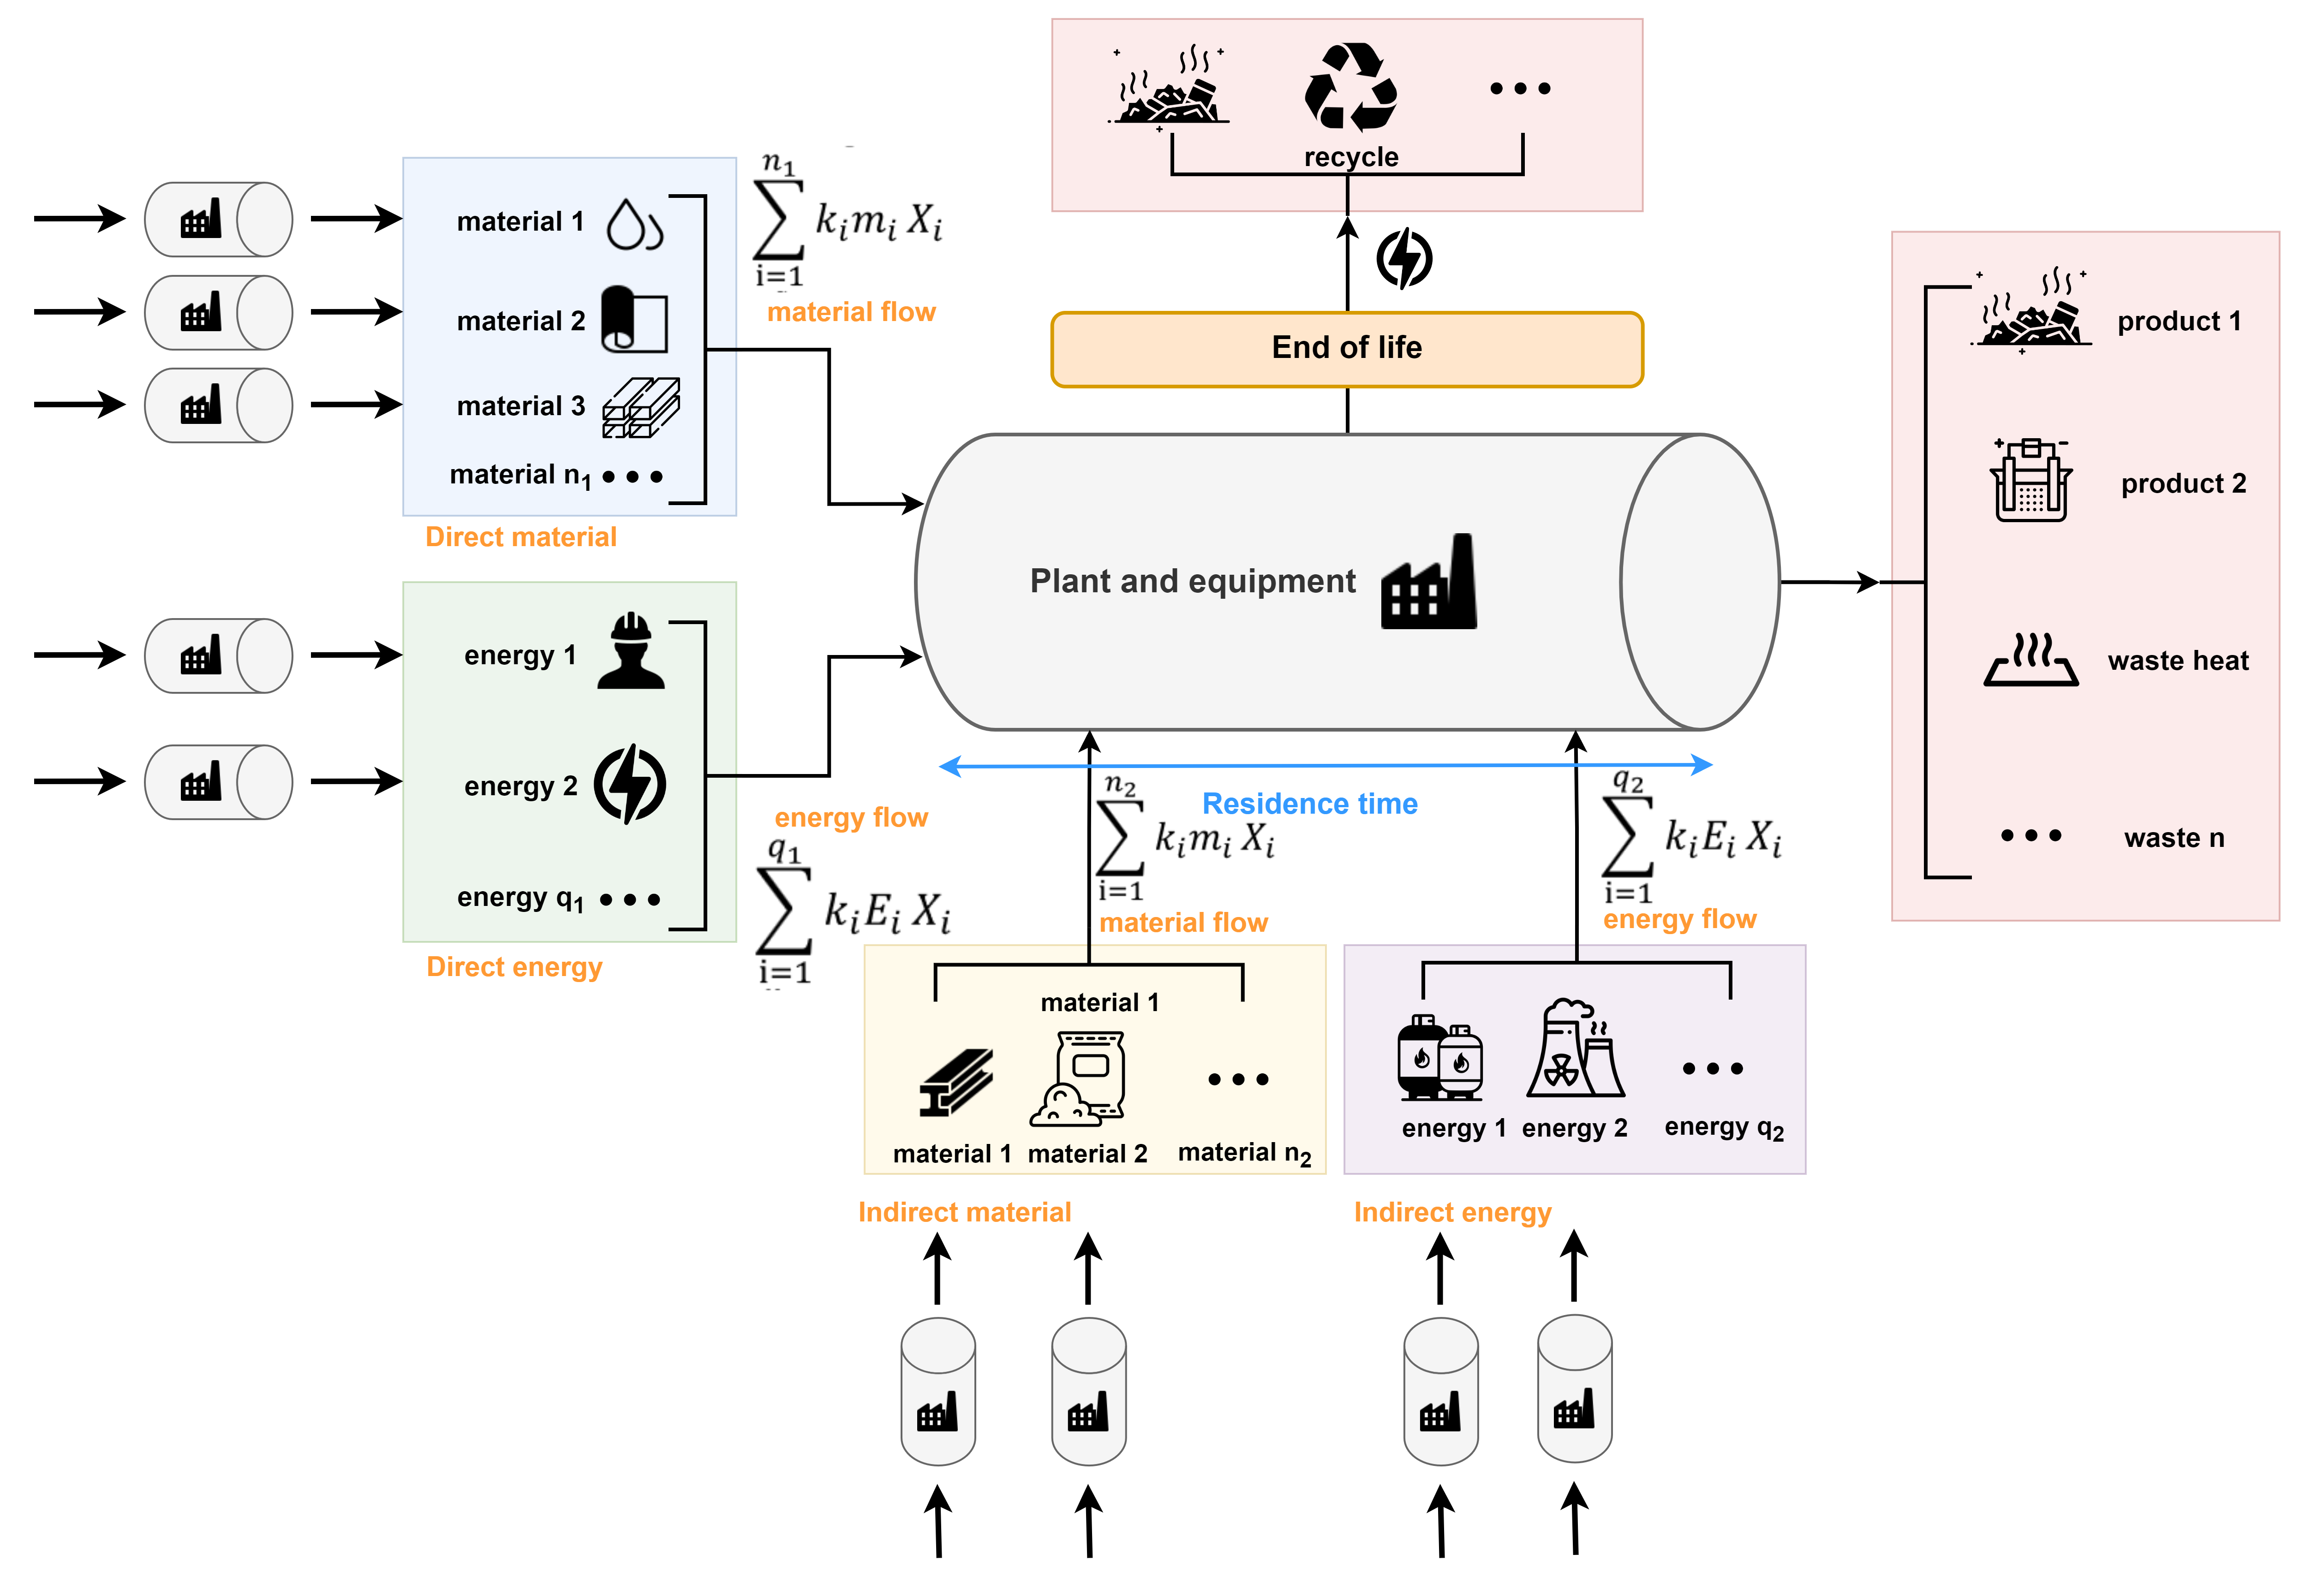 recycle
End of life
material 1
material 2
material 3
material n₁
Direct material
n₁
∑ kᵢmᵢ Xᵢ
i=1
material flow
Plant and equipment
product 1
product 2
waste heat
waste n
energy 1
energy 2
energy q₁
Direct energy
energy flow
q₁
∑ kᵢEᵢ Xᵢ
i=1
Residence time
n₂
∑ kᵢmᵢ Xᵢ
i=1
material flow
q₂
∑ kᵢEᵢ Xᵢ
i=1
energy flow
material 1
material 1
material 2
material n₂
Indirect material
energy 1
energy 2
energy q₂
Indirect energy